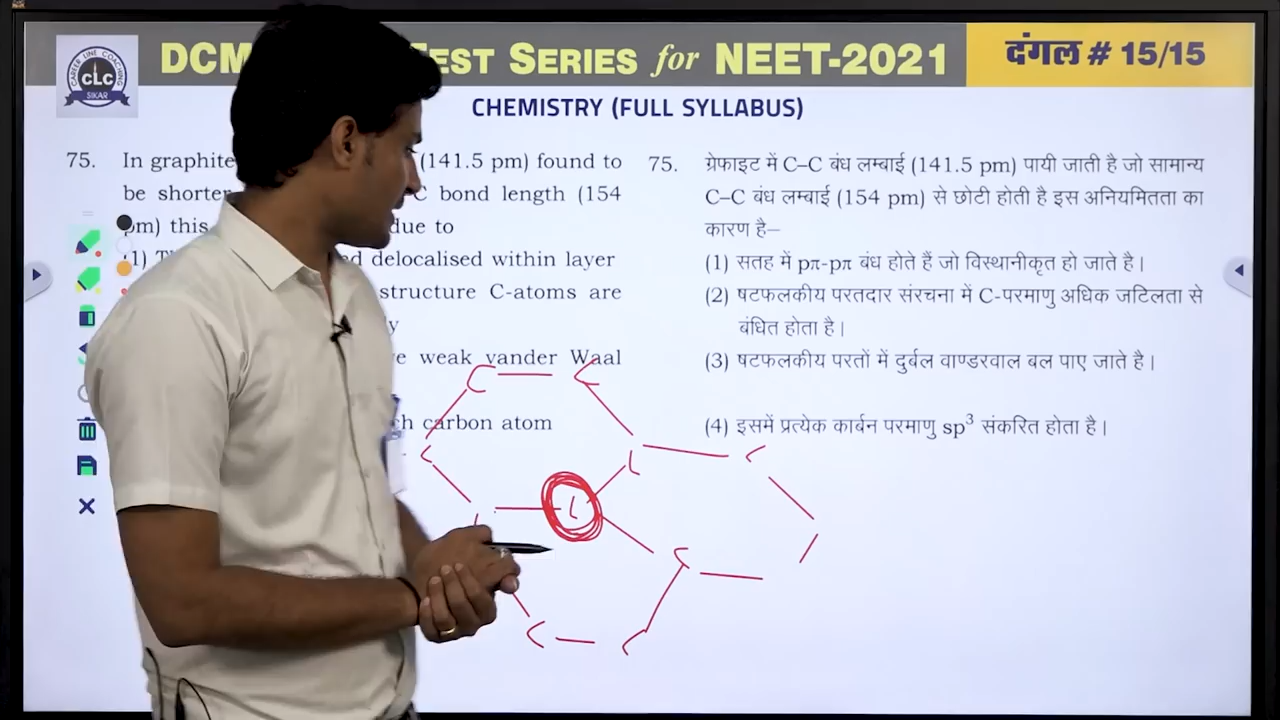 DCM EST SERIES for NEET-2021
दंगल # 15/15
CAREER LINE COACHING
CLC
SIKAR
CHEMISTRY (FULL SYLLABUS)
75. In graphite (141.5 pm) found to
be shorter C bond length (154
pm) this due to
(1) delocalised within layer
structure C-atoms are
weak vander Waal
carbon atom
75. ग्रेफाइट में C–C बंध लम्बाई (141.5 pm) पायी जाती है जो सामान्य
C–C बंध लम्बाई (154 pm) से छोटी होती है इस अनियमितता का
कारण है–
(1) सतह में pπ-pπ बंध होते हैं जो विस्थानीकृत हो जाते है।
(2) षटफलकीय परतदार संरचना में C-परमाणु अधिक जटिलता से
बंधित होता है।
(3) षटफलकीय परतों में दुर्बल वाण्डरवाल बल पाए जाते है।
(4) इसमें प्रत्येक कार्बन परमाणु sp³ संकरित होता है।
C C
C C C
C C
C C